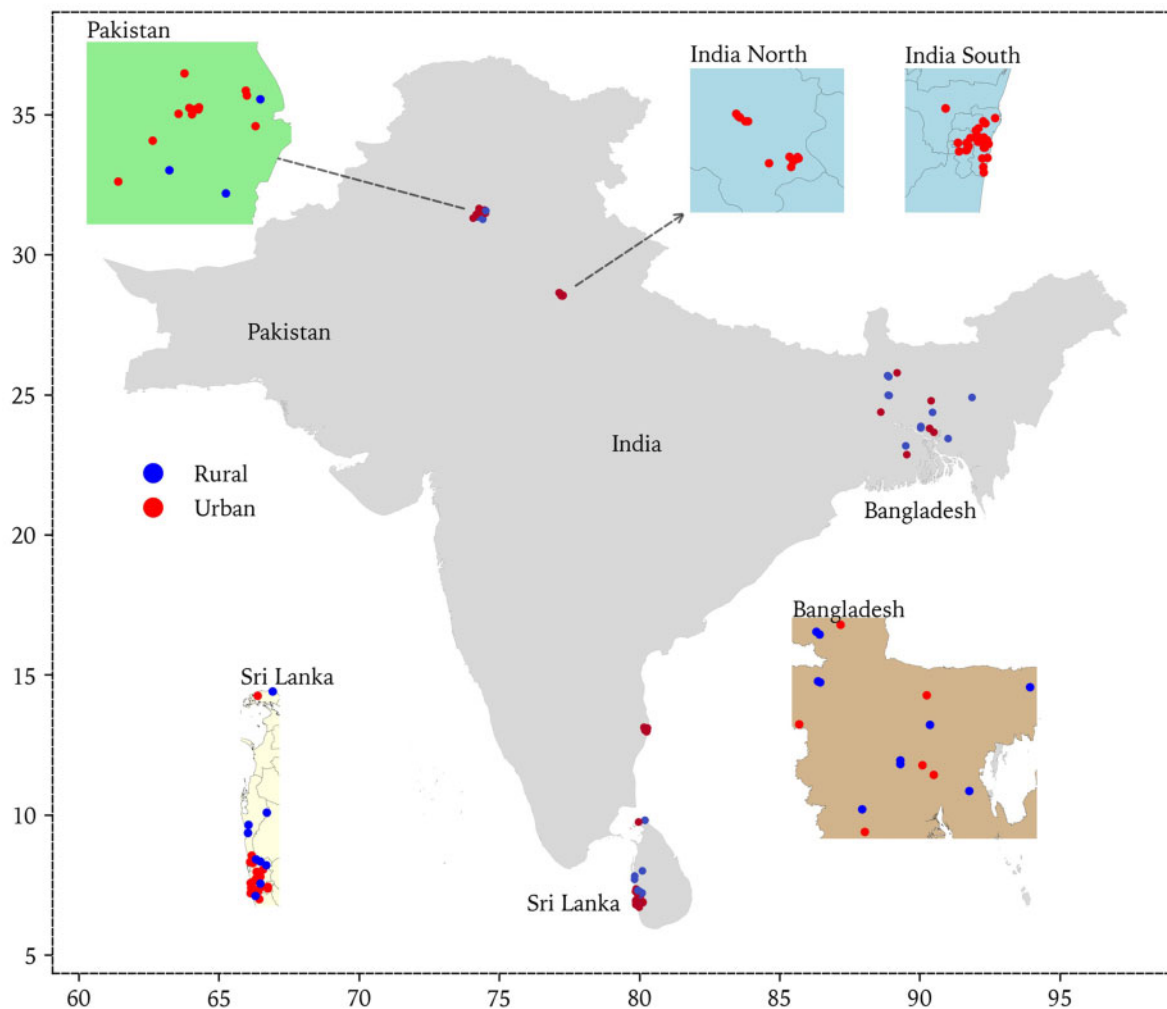 Pakistan
India North
India South
35
30
Pakistan
25
India
Rural
Urban
Bangladesh
20
Bangladesh
15
Sri Lanka
10
Sri Lanka
5
60
65
70
75
80
85
90
95